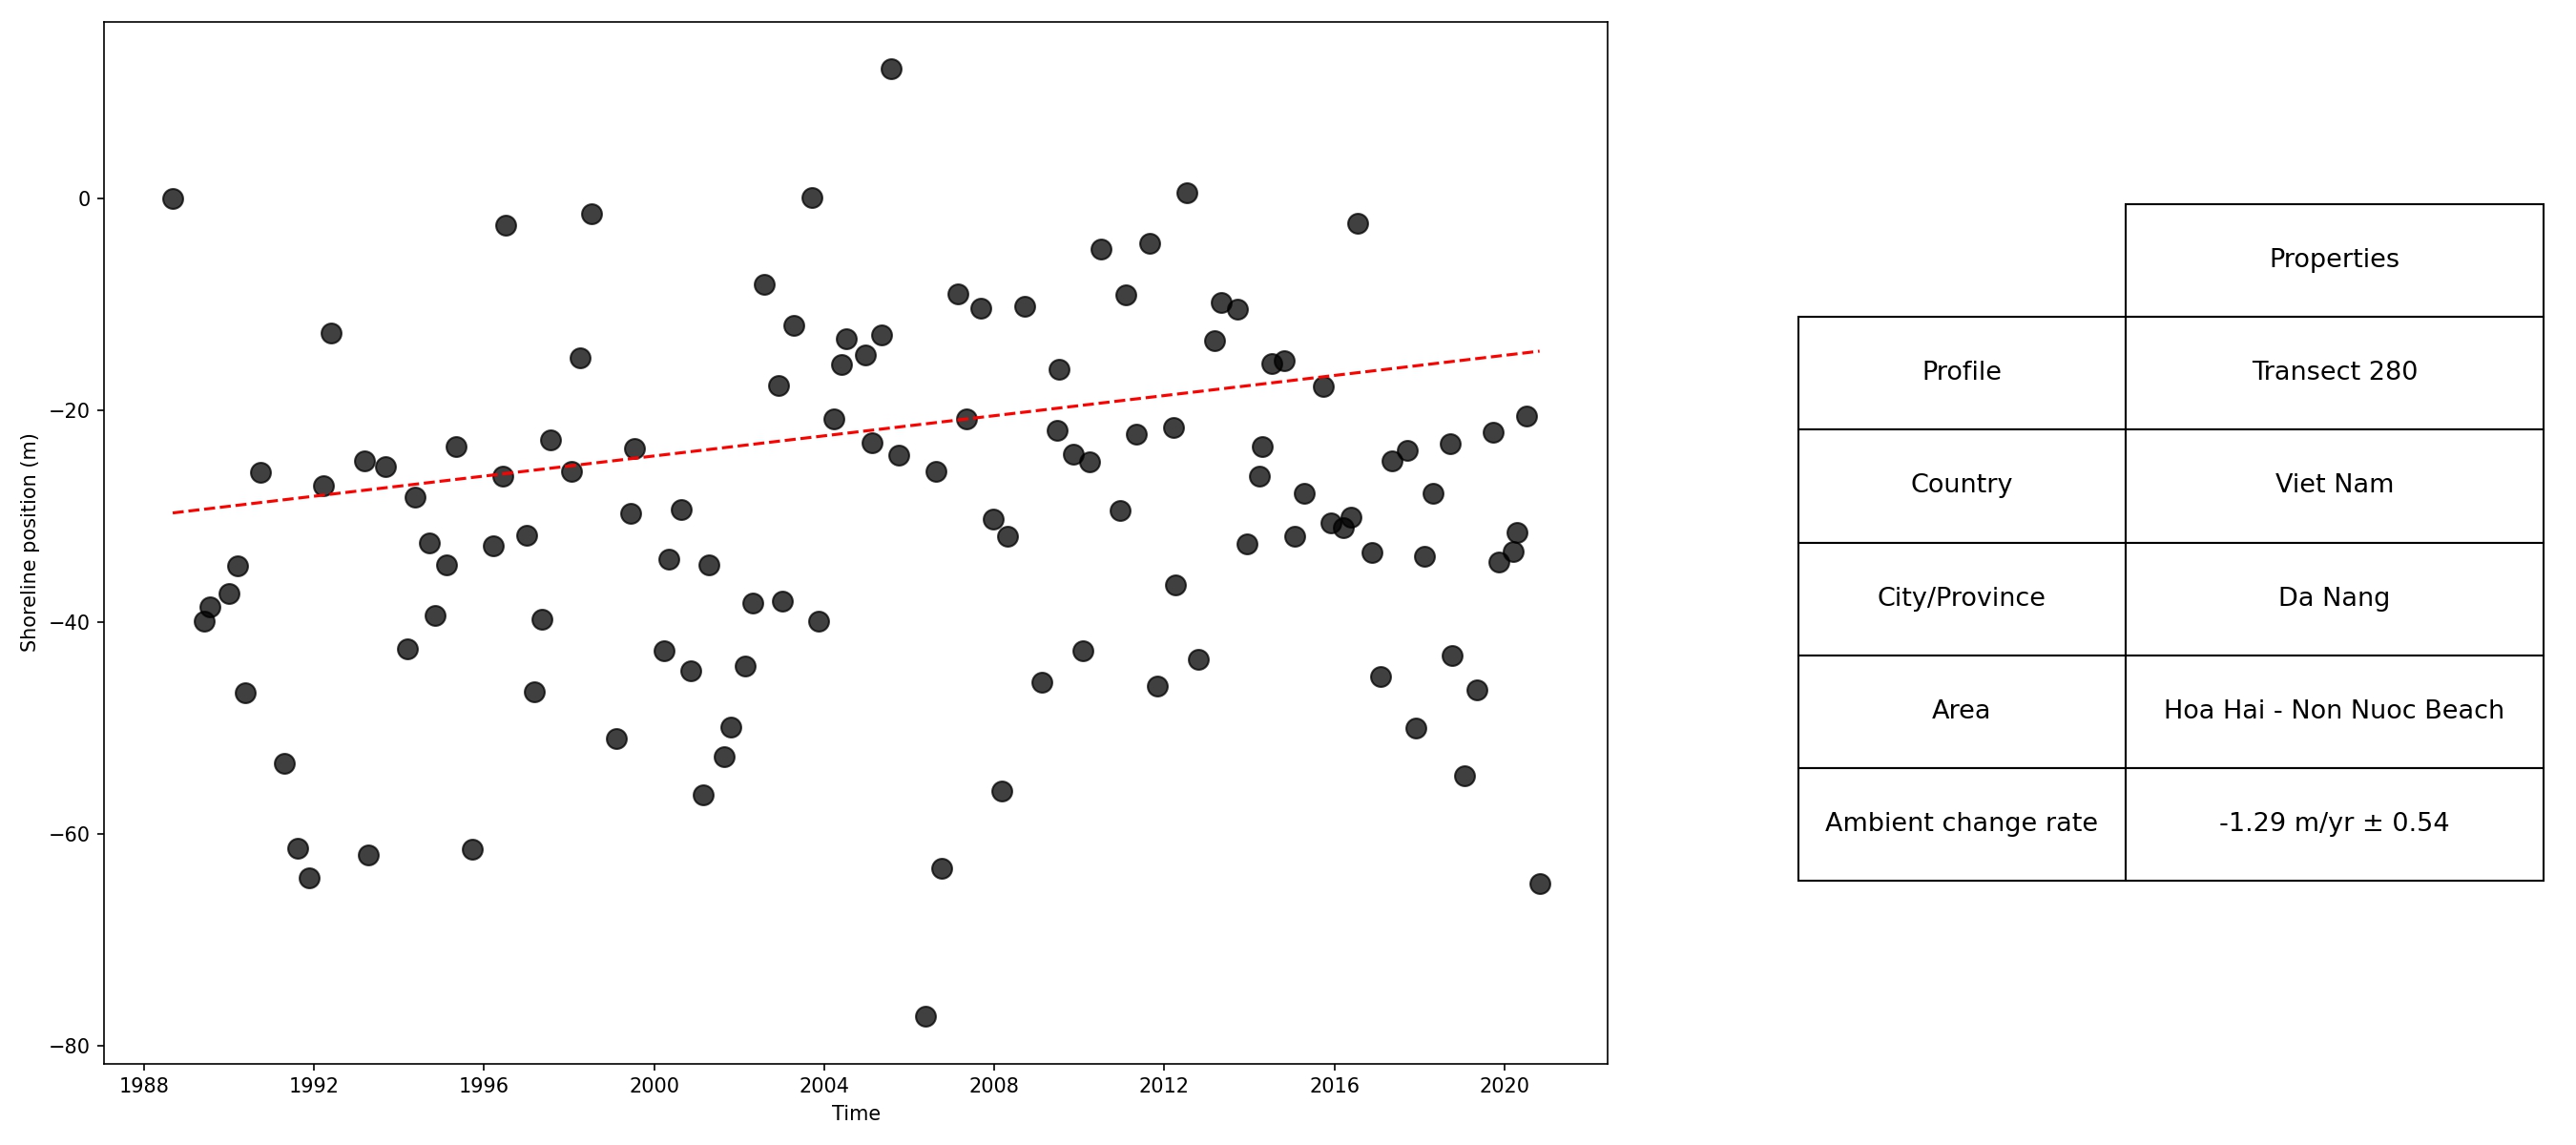 0
−20
−40
−60
−80
Shoreline position (m)
1988 1992 1996 2000 2004 2008 2012 2016 2020
Time
Properties
Profile Transect 280
Country Viet Nam
City/Province Da Nang
Area Hoa Hai - Non Nuoc Beach
Ambient change rate -1.29 m/yr ± 0.54